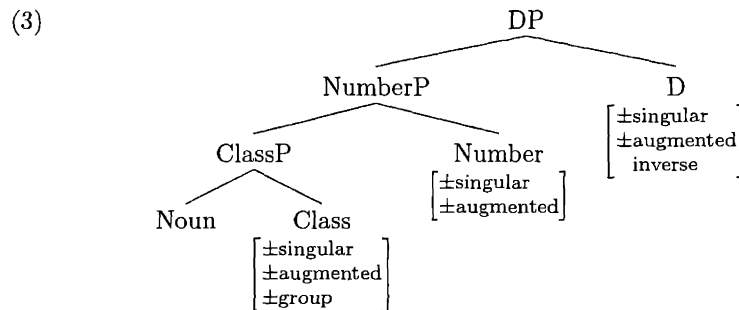 (3) DP
NumberP D
±singular
±augmented
inverse
ClassP Number
±singular
±augmented
Noun Class
±singular
±augmented
±group